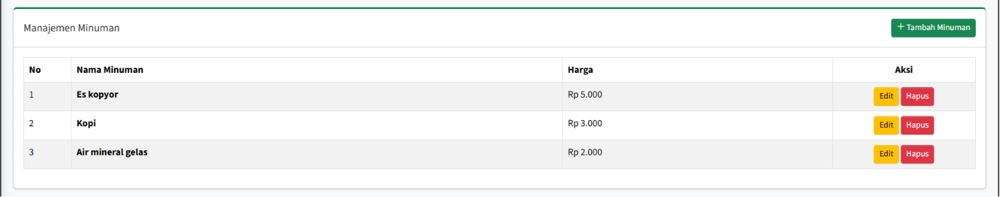 Manajemen Minuman
+ Tambah Minuman
No Nama Minuman Harga Aksi
1 Es kopyor Rp 5.000 Edit Hapus
2 Kopi Rp 3.000 Edit Hapus
3 Air mineral gelas Rp 2.000 Edit Hapus